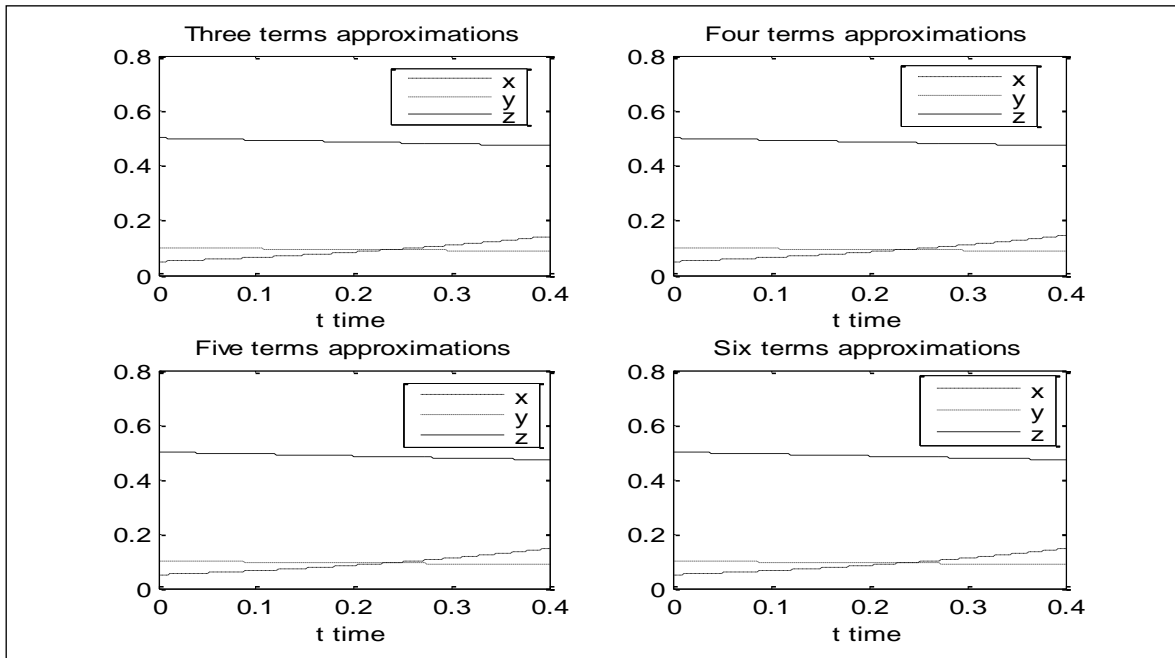 Three terms approximations
0.8
0.6
0.4
0.2
0
x
y
z
0 0.1 0.2 0.3 0.4
t time
Four terms approximations
0.8
0.6
0.4
0.2
0
x
y
z
0 0.1 0.2 0.3 0.4
t time
Five terms approximations
0.8
0.6
0.4
0.2
0
x
y
z
0 0.1 0.2 0.3 0.4
t time
Six terms approximations
0.8
0.6
0.4
0.2
0
x
y
z
0 0.1 0.2 0.3 0.4
t time